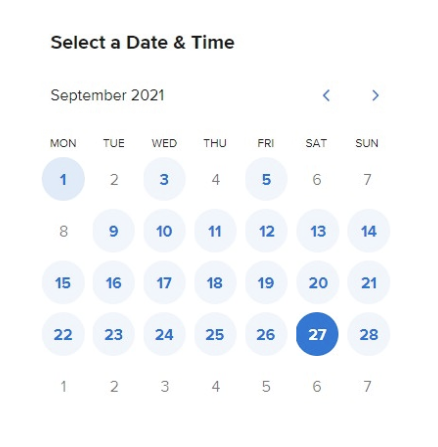 Select a Date & Time
September 2021
MON TUE WED THU FRI SAT SUN
1 2 3 4 5 6 7
8 9 10 11 12 13 14
15 16 17 18 19 20 21
22 23 24 25 26 27 28
1 2 3 4 5 6 7